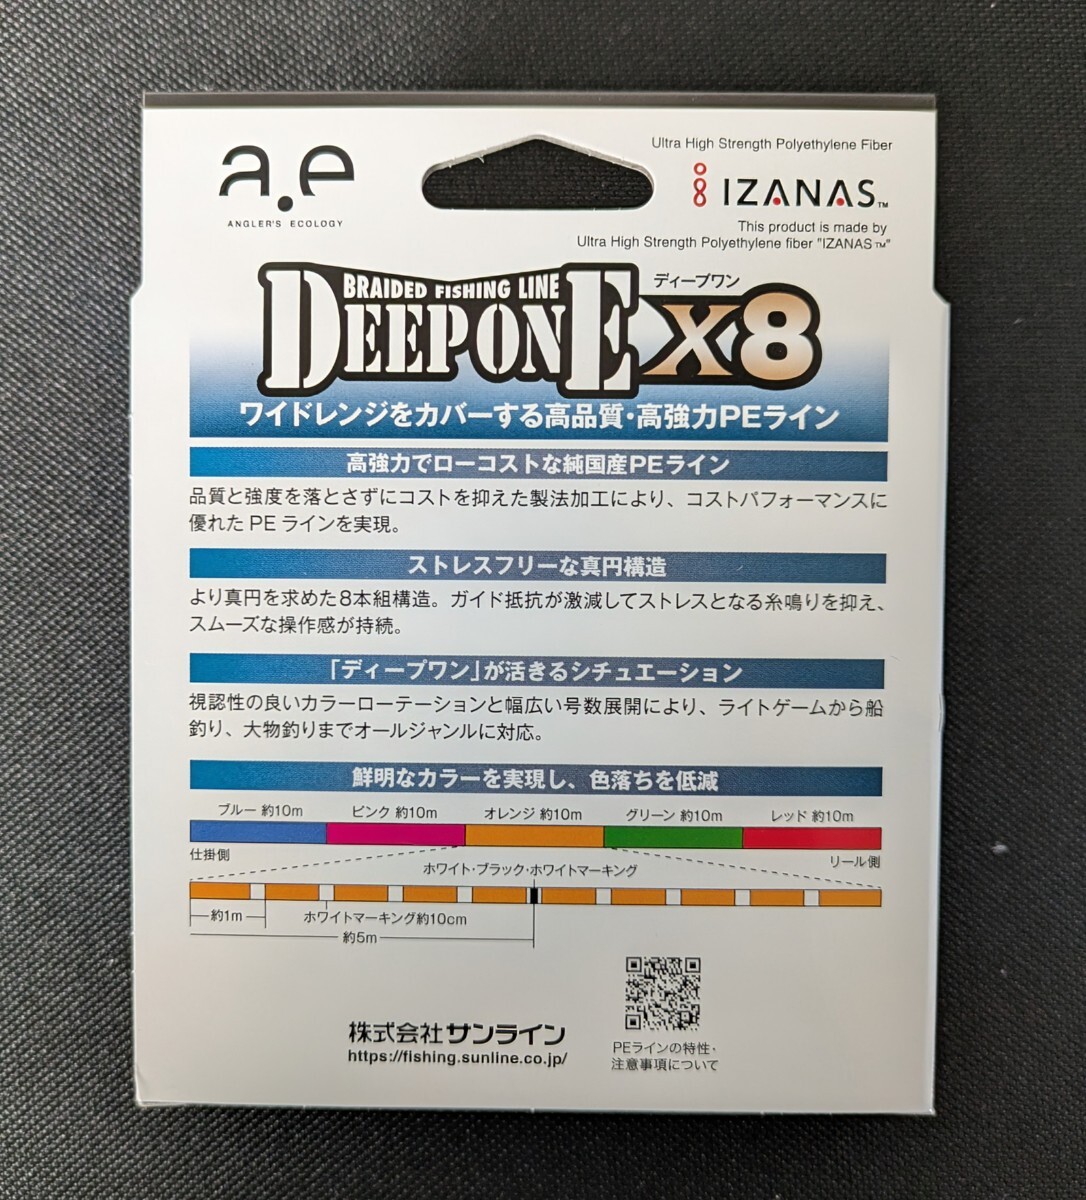 a.e
ANGLER'S ECOLOGY
Ultra High Strength Polyethylene Fiber
IZANAS™
This product is made by
Ultra High Strength Polyethylene fiber "IZANAS™"
BRAIDED FISHING LINE
ディープワン
DEEP ONE X8
ワイドレンジをカバーする高品質・高強力PEライン
高強力でローコストな純国産PEライン
品質と強度を落とさずにコストを抑えた製法加工により、コストパフォーマンスに
優れた PE ラインを実現。
ストレスフリーな真円構造
より真円を求めた8本組構造。ガイド抵抗が激減してストレスとなる糸鳴りを抑え、
スムーズな操作感が持続。
「ディープワン」が活きるシチュエーション
視認性の良いカラーローテーションと幅広い号数展開により、ライトゲームから船
釣り、大物釣りまでオールジャンルに対応。
鮮明なカラーを実現し、色落ちを低減
ブルー 約10m ピンク 約10m オレンジ 約10m グリーン 約10m レッド 約10m
仕掛側 リール側
ホワイト・ブラック・ホワイトマーキング
約1m ホワイトマーキング約10cm
約5m
株式会社サンライン
https://fishing.sunline.co.jp/
PEラインの特性・
注意事項について